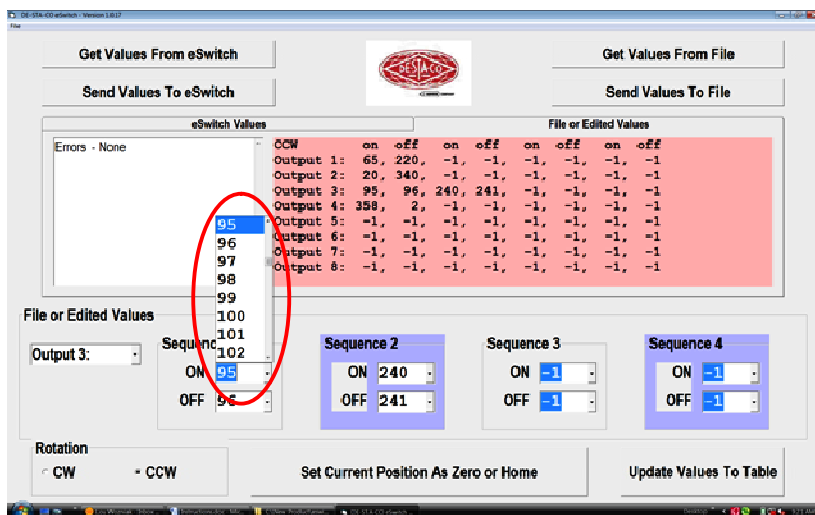 DE-STA-CO eSwitch - Version 1.0.17
File
Get Values From eSwitch
Get Values From File
DESTACO
Send Values To eSwitch
Send Values To File
eSwitch Values
File or Edited Values
Errors - None
CCW on off on off on off on off
Output 1: 65, 220, -1, -1, -1, -1, -1, -1
Output 2: 20, 340, -1, -1, -1, -1, -1, -1
Output 3: 95, 96, 240, 241, -1, -1, -1, -1
Output 4: 358, 2, -1, -1, -1, -1, -1, -1
Output 5: -1, -1, -1, -1, -1, -1, -1, -1
Output 6: -1, -1, -1, -1, -1, -1, -1, -1
Output 7: -1, -1, -1, -1, -1, -1, -1, -1
Output 8: -1, -1, -1, -1, -1, -1, -1, -1
95
96
97
98
99
100
101
102
File or Edited Values
Output 3:
Sequenc
ON 95
OFF 96
Sequence 2
ON 240
OFF 241
Sequence 3
ON -1
OFF -1
Sequence 4
ON -1
OFF -1
Rotation
CW CCW
Set Current Position As Zero or Home
Update Values To Table
Desktop